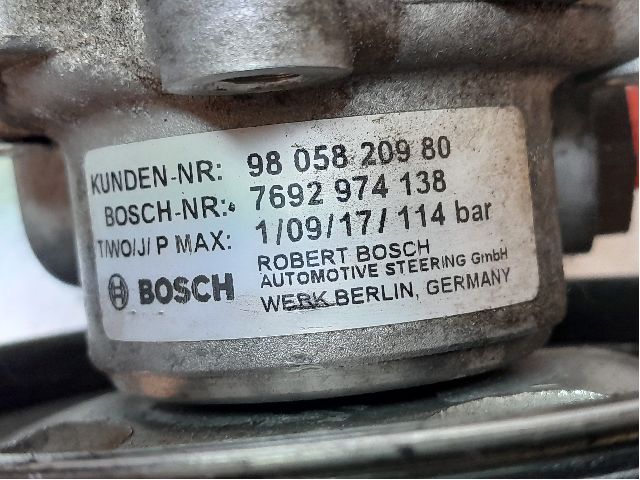 KUNDEN-NR: 98 058 209 80
BOSCH-NR: 7692 974 138
T/WO/J/ P MAX: 1/09/17/ 114 bar
BOSCH
ROBERT BOSCH
AUTOMOTIVE STEERING GmbH
WERK BERLIN, GERMANY